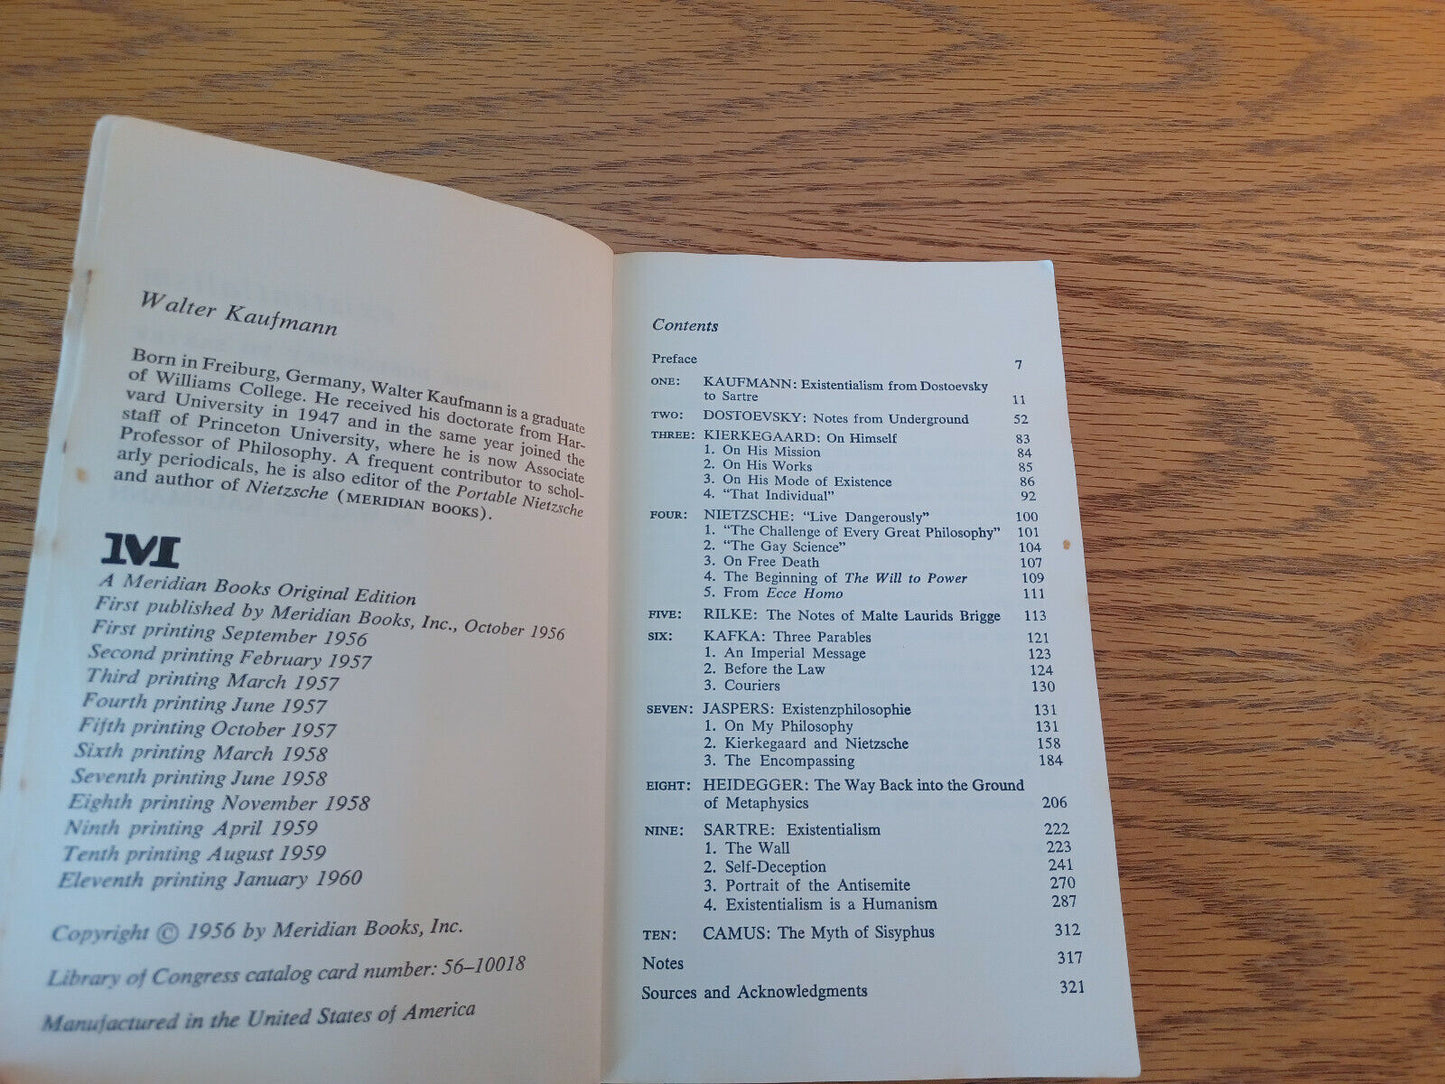 Walter Kaufmann
Born in Freiburg, Germany, Walter Kaufmann is a graduate
of Williams College. He received his doctorate from Har-
vard University in 1947 and in the same year joined the
staff of Princeton University, where he is now Associate
Professor of Philosophy. A frequent contributor to schol-
arly periodicals, he is also editor of the Portable Nietzsche
and author of Nietzsche (MERIDIAN BOOKS).
M
A Meridian Books Original Edition
First published by Meridian Books, Inc., October 1956
First printing September 1956
Second printing February 1957
Third printing March 1957
Fourth printing June 1957
Fifth printing October 1957
Sixth printing March 1958
Seventh printing June 1958
Eighth printing November 1958
Ninth printing April 1959
Tenth printing August 1959
Eleventh printing January 1960
Copyright © 1956 by Meridian Books, Inc.
Library of Congress catalog card number: 56–10018
Manufactured in the United States of America
Contents
Preface 7
ONE: KAUFMANN: Existentialism from Dostoevsky
to Sartre 11
TWO: DOSTOEVSKY: Notes from Underground 52
THREE: KIERKEGAARD: On Himself 83
1. On His Mission 84
2. On His Works 85
3. On His Mode of Existence 86
4. "That Individual" 92
FOUR: NIETZSCHE: "Live Dangerously" 100
1. "The Challenge of Every Great Philosophy" 101
2. "The Gay Science" 104
3. On Free Death 107
4. The Beginning of The Will to Power 109
5. From Ecce Homo 111
FIVE: RILKE: The Notes of Malte Laurids Brigge 113
SIX: KAFKA: Three Parables 121
1. An Imperial Message 123
2. Before the Law 124
3. Couriers 130
SEVEN: JASPERS: Existenzphilosophie 131
1. On My Philosophy 131
2. Kierkegaard and Nietzsche 158
3. The Encompassing 184
EIGHT: HEIDEGGER: The Way Back into the Ground
of Metaphysics 206
NINE: SARTRE: Existentialism 222
1. The Wall 223
2. Self-Deception 241
3. Portrait of the Antisemite 270
4. Existentialism is a Humanism 287
TEN: CAMUS: The Myth of Sisyphus 312
Notes 317
Sources and Acknowledgments 321